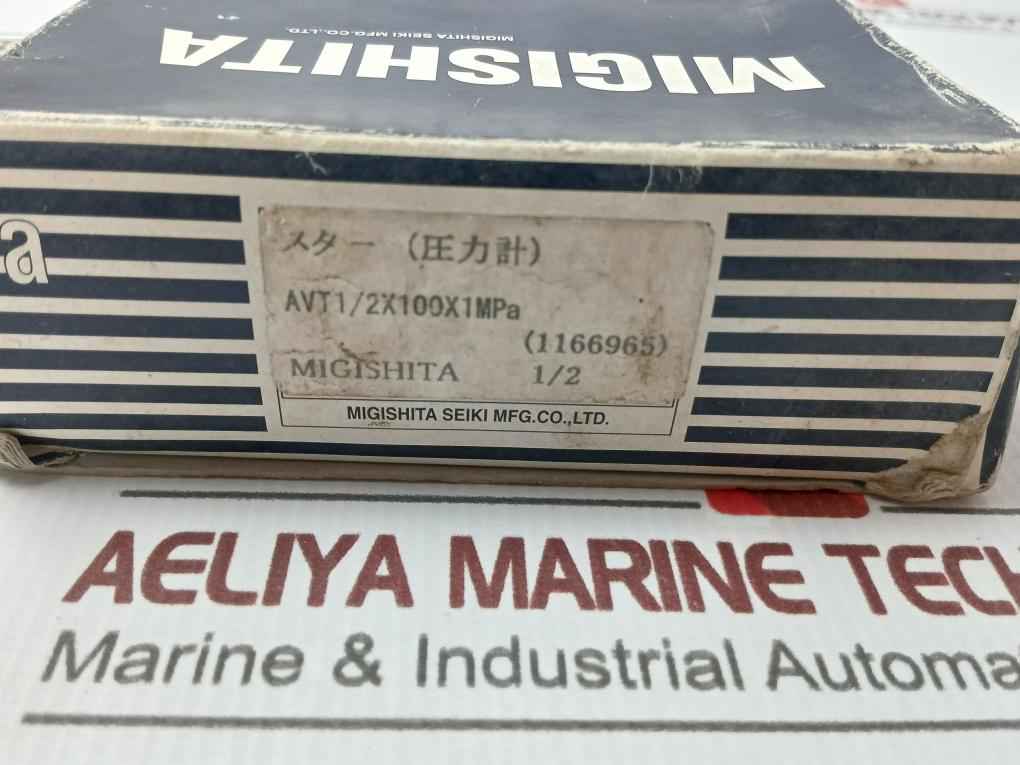 MIGISHITA SEIKI MFG.CO.,LTD.
MIGISHITA
a
スター (圧力計)
AVT1/2X100X1MPa
(1166965)
MIGISHITA 1/2
MIGISHITA SEIKI MFG.CO.,LTD.
AELIYA MARINE TECH
Marine & Industrial Automa